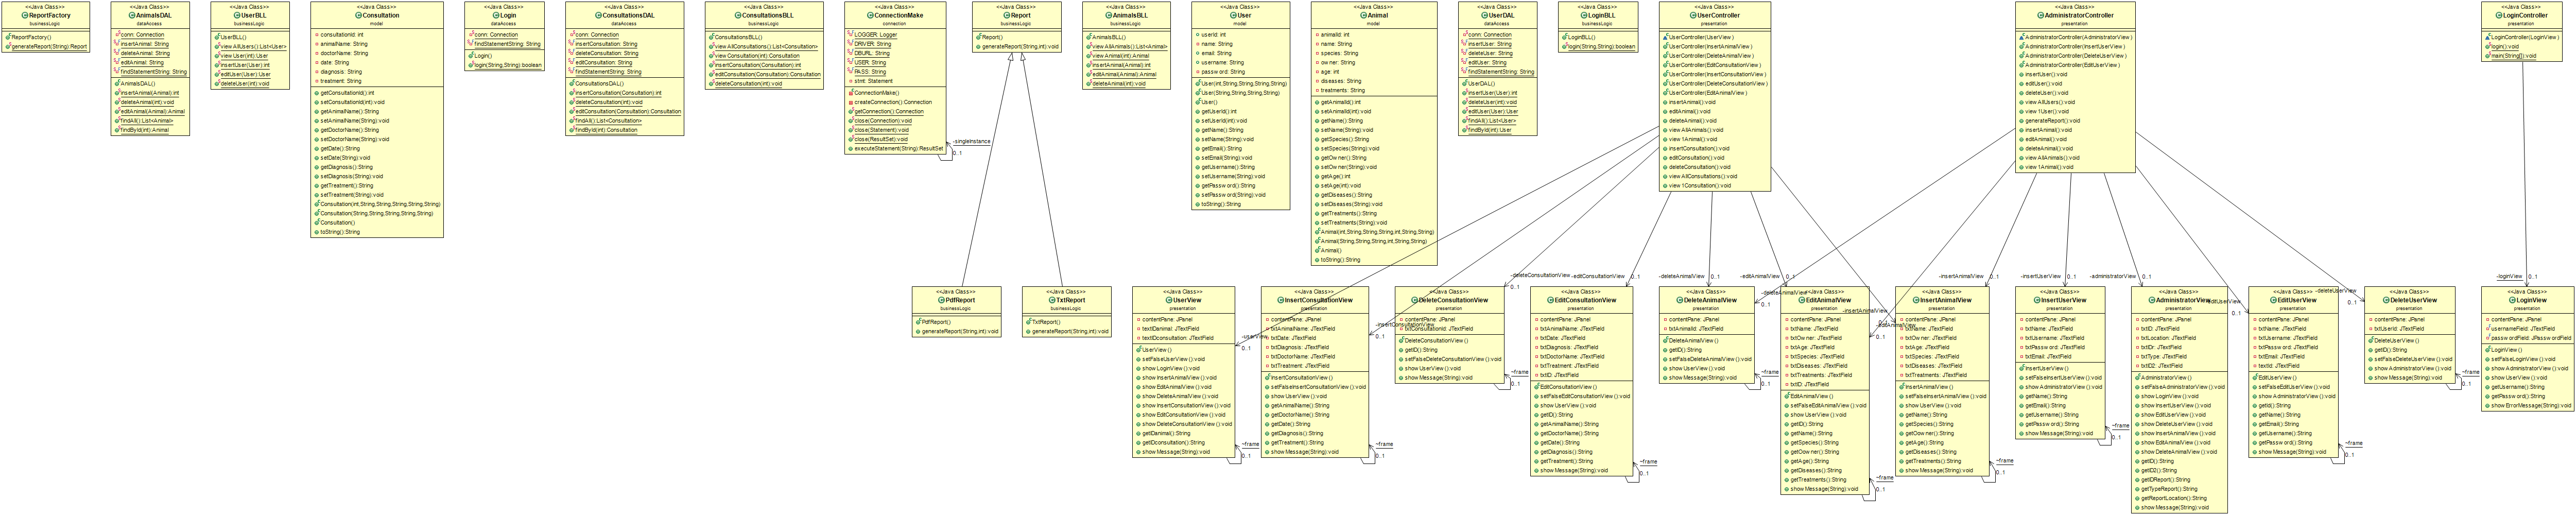 <<Java Class>>
ReportFactory
businessLogic
ReportFactory()
generateReport(String):Report
<<Java Class>>
AnimalsDAL
dataAccess
conn: Connection
insertAnimal: String
deleteAnimal: String
editAnimal: String
findStatementString: String
AnimalsDAL()
insertAnimal(Animal):int
deleteAnimal(int):void
editAnimal(Animal):Animal
findAll():List<Animal>
findById(int):Animal
<<Java Class>>
UserBLL
businessLogic
UserBLL()
viewAllUsers():List<User>
viewUser(int):User
insertUser(User):int
editUser(User):User
deleteUser(int):void
<<Java Class>>
Consultation
model
consultationId: int
animalName: String
doctorName: String
date: String
diagnosis: String
treatment: String
getConsultationId():int
setConsultationId(int):void
getAnimalName():String
setAnimalName(String):void
getDoctorName():String
setDoctorName(String):void
getDate():String
setDate(String):void
getDiagnosis():String
setDiagnosis(String):void
getTreatment():String
setTreatment(String):void
Consultation(int,String,String,String,String,String)
Consultation(String,String,String,String,String)
Consultation()
toString():String
<<Java Class>>
Login
dataAccess
conn: Connection
findStatementString: String
Login()
login(String,String):boolean
<<Java Class>>
ConsultationsDAL
dataAccess
conn: Connection
insertConsultation: String
deleteConsultation: String
editConsultation: String
findStatementString: String
ConsultationsDAL()
insertConsultation(Consultation):int
deleteConsultation(int):void
editConsultation(Consultation):Consultation
findAll():List<Consultation>
findById(int):Consultation
<<Java Class>>
ConsultationsBLL
businessLogic
ConsultationsBLL()
viewAllConsultations():List<Consultation>
viewConsultation(int):Consultation
insertConsultation(Consultation):int
editConsultation(Consultation):Consultation
deleteConsultation(int):void
<<Java Class>>
ConnectionMake
connection
LOGGER: Logger
DRIVER: String
DBURL: String
USER: String
PASS: String
stmt: Statement
ConnectionMake()
createConnection():Connection
getConnection():Connection
close(Connection):void
close(Statement):void
close(ResultSet):void
executeStatement(String):ResultSet
-singleInstance
0..1
<<Java Class>>
Report
businessLogic
Report()
generateReport(String,int):void
<<Java Class>>
AnimalsBLL
businessLogic
AnimalsBLL()
viewAllAnimals():List<Animal>
viewAnimal(int):Animal
insertAnimal(Animal):int
editAnimal(Animal):Animal
deleteAnimal(int):void
<<Java Class>>
User
model
userId: int
name: String
email: String
username: String
password: String
User(int,String,String,String,String)
User(String,String,String,String)
User()
getUserId():int
setUserId(int):void
getName():String
setName(String):void
getEmail():String
setEmail(String):void
getUsername():String
setUsername(String):void
getPassword():String
setPassword(String):void
toString():String
<<Java Class>>
Animal
model
animalId: int
name: String
species: String
owner: String
age: int
diseases: String
treatments: String
getAnimalId():int
setAnimalId(int):void
getName():String
setName(String):void
getSpecies():String
setSpecies(String):void
getOwner():String
setOwner(String):void
getAge():int
setAge(int):void
getDiseases():String
setDiseases(String):void
getTreatments():String
setTreatments(String):void
Animal(int,String,String,String,int,String,String)
Animal(String,String,String,int,String,String)
Animal()
toString():String
<<Java Class>>
UserDAL
dataAccess
conn: Connection
insertUser: String
deleteUser: String
editUser: String
findStatementString: String
UserDAL()
insertUser(User):int
deleteUser(int):void
editUser(User):User
findAll():List<User>
findById(int):User
<<Java Class>>
LoginBLL
businessLogic
LoginBLL()
login(String,String):boolean
<<Java Class>>
UserController
presentation
UserController(UserView)
UserController(InsertAnimalView)
UserController(DeleteAnimalView)
UserController(EditConsultationView)
UserController(InsertConsultationView)
UserController(DeleteConsultationView)
UserController(EditAnimalView)
insertAnimal():void
editAnimal():void
deleteAnimal():void
viewAllAnimals():void
view1Animal():void
insertConsultation():void
editConsultation():void
deleteConsultation():void
viewAllConsultations():void
view1Consultation():void
<<Java Class>>
AdministratorController
presentation
AdministratorController(AdministratorView)
AdministratorController(InsertUserView)
AdministratorController(DeleteUserView)
AdministratorController(EditUserView)
insertUser():void
editUser():void
deleteUser():void
viewAllUsers():void
view1User():void
generateReport():void
insertAnimal():void
editAnimal():void
deleteAnimal():void
viewAllAnimals():void
view1Animal():void
<<Java Class>>
LoginController
presentation
LoginController(LoginView)
login():void
main(String[]):void
<<Java Class>>
PdfReport
businessLogic
PdfReport()
generateReport(String,int):void
<<Java Class>>
TxtReport
businessLogic
TxtReport()
generateReport(String,int):void
<<Java Class>>
UserView
presentation
contentPane: JPanel
textIDanimal: JTextField
textIDconsultation: JTextField
UserView()
setFalseUserView():void
showLoginView():void
showInsertAnimalView():void
showEditAnimalView():void
showDeleteAnimalView():void
showInsertConsultationView():void
showEditConsultationView():void
showDeleteConsultationView():void
getIDanimal():String
getIDconsultation():String
showMessage(String):void
-userView
0..1
~frame
0..1
<<Java Class>>
InsertConsultationView
presentation
contentPane: JPanel
txtAnimalName: JTextField
txtDate: JTextField
txtDiagnosis: JTextField
txtDoctorName: JTextField
txtTreatment: JTextField
InsertConsultationView()
setFalseInsertConsultationView():void
showUserView():void
getAnimalName():String
getDoctorName():String
getDate():String
getDiagnosis():String
getTreatment():String
showMessage(String):void
-insertConsultationView
0..1
~frame
0..1
-deleteConsultationView
0..1
<<Java Class>>
DeleteConsultationView
presentation
contentPane: JPanel
txtConsultationId: JTextField
DeleteConsultationView()
getID():String
setFalseDeleteConsultationView():void
showUserView():void
showMessage(String):void
~frame
0..1
-editConsultationView
0..1
<<Java Class>>
EditConsultationView
presentation
contentPane: JPanel
txtAnimalName: JTextField
txtDate: JTextField
txtDiagnosis: JTextField
txtDoctorName: JTextField
txtTreatment: JTextField
txtID: JTextField
EditConsultationView()
setFalseEditConsultationView():void
showUserView():void
getID():String
getAnimalName():String
getDoctorName():String
getDate():String
getDiagnosis():String
getTreatment():String
showMessage(String):void
~frame
0..1
-deleteAnimalView
0..1
<<Java Class>>
DeleteAnimalView
presentation
contentPane: JPanel
txtAnimalId: JTextField
DeleteAnimalView()
getID():String
setFalseDeleteAnimalView():void
showUserView():void
showMessage(String):void
-deleteAnimalView
0..1
~frame
0..1
-editAnimalView
0..1
<<Java Class>>
EditAnimalView
presentation
contentPane: JPanel
txtName: JTextField
txtOwner: JTextField
txtAge: JTextField
txtSpecies: JTextField
txtDiseases: JTextField
txtTreatments: JTextField
txtID: JTextField
EditAnimalView()
setFalseEditAnimalView():void
showUserView():void
getID():String
getName():String
getSpecies():String
getOwner():String
getAge():String
getDiseases():String
getTreatments():String
showMessage(String):void
-insertAnimalView
0..1
-editAnimalView
0..1
~frame
0..1
-insertAnimalView
0..1
<<Java Class>>
InsertAnimalView
presentation
contentPane: JPanel
txtName: JTextField
txtOwner: JTextField
txtAge: JTextField
txtSpecies: JTextField
txtDiseases: JTextField
txtTreatments: JTextField
InsertAnimalView()
setFalseInsertAnimalView():void
showUserView():void
getName():String
getSpecies():String
getOwner():String
getAge():String
getDiseases():String
getTreatments():String
showMessage(String):void
~frame
0..1
-insertUserView
0..1
<<Java Class>>
InsertUserView
presentation
contentPane: JPanel
txtName: JTextField
txtUsername: JTextField
txtPassword: JTextField
txtEmail: JTextField
InsertUserView()
setFalseInsertUserView():void
showAdministratorView():void
getName():String
getEmail():String
getUsername():String
getPassword():String
showMessage(String):void
~frame
0..1
-administratorView
0..1
<<Java Class>>
AdministratorView
presentation
contentPane: JPanel
txtID: JTextField
txtLocation: JTextField
txtIDr: JTextField
txtType: JTextField
txtID2: JTextField
AdministratorView()
setFalseAdministratorView():void
showLoginView():void
showInsertUserView():void
showEditUserView():void
showDeleteUserView():void
showInsertAnimalView():void
showEditAnimalView():void
showDeleteAnimalView():void
getID():String
getID2():String
getIDReport():String
getTypeReport():String
getReportLocation():String
showMessage(String):void
-editUserView
0..1
<<Java Class>>
EditUserView
presentation
contentPane: JPanel
txtName: JTextField
txtUsername: JTextField
txtPassword: JTextField
txtEmail: JTextField
textId: JTextField
EditUserView()
setFalseEditUserView():void
showAdministratorView():void
getId():String
getName():String
getEmail():String
getUsername():String
getPassword():String
showMessage(String):void
~frame
0..1
-deleteUserView
0..1
<<Java Class>>
DeleteUserView
presentation
contentPane: JPanel
txtUserId: JTextField
DeleteUserView()
getID():String
setFalseDeleteUserView():void
showAdministratorView():void
showMessage(String):void
~frame
0..1
-loginView
0..1
<<Java Class>>
LoginView
presentation
contentPane: JPanel
usernameField: JTextField
passwordField: JPasswordField
LoginView()
setFalseLoginView():void
showAdministratorView():void
showUserView():void
getUsername():String
getPassword():String
showErrorMessage(String):void